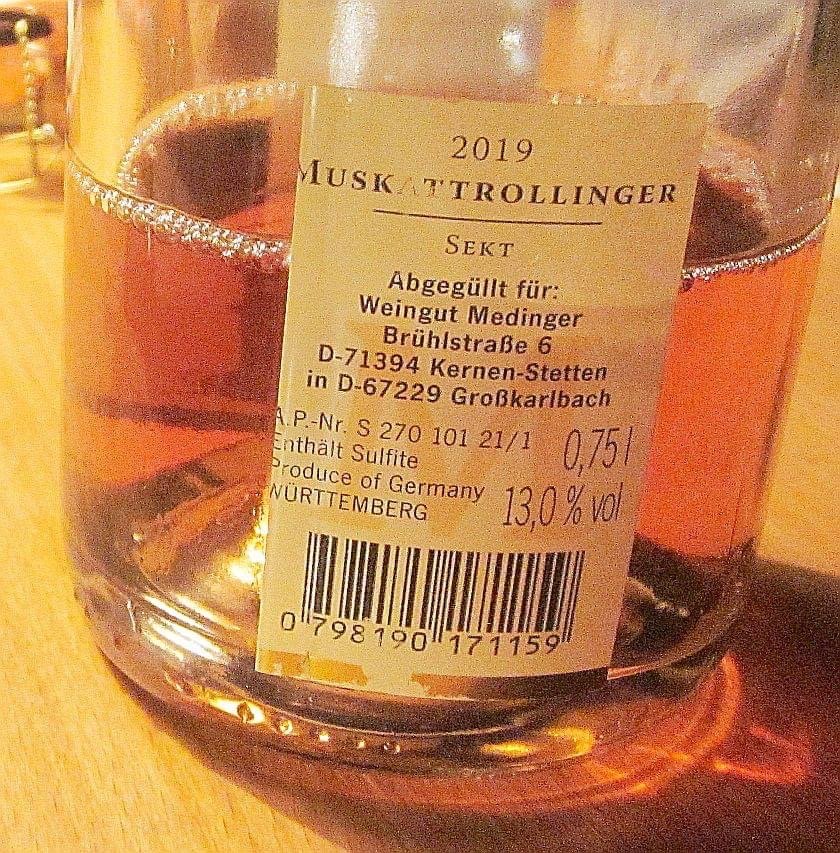 2019
MUSKATTROLLINGER
SEKT
Abgegüllt für:
Weingut Medinger
Brühlstraße 6
D-71394 Kernen-Stetten
in D-67229 Großkarlbach
A.P.-Nr. S 270 101 21/1
0,75 l
Enthält Sulfite
Produce of Germany
WÜRTTEMBERG
13,0 % vol
0 798190 171159